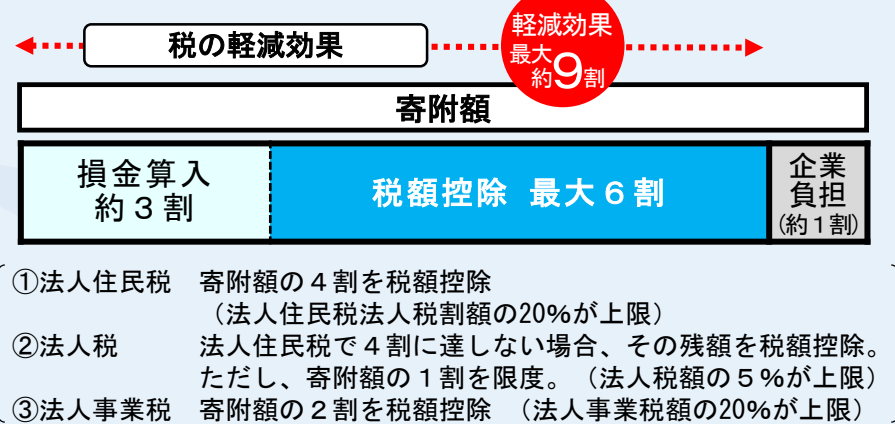 税の軽減効果
軽減効果
最大
約9割
寄附額
損金算入
約３割
税額控除 最大６割
企業
負担
(約１割)
①法人住民税 寄附額の４割を税額控除
（法人住民税法人税割額の20%が上限）
②法人税 法人住民税で４割に達しない場合、その残額を税額控除。
ただし、寄附額の１割を限度。（法人税額の５%が上限）
③法人事業税 寄附額の２割を税額控除 （法人事業税額の20%が上限）